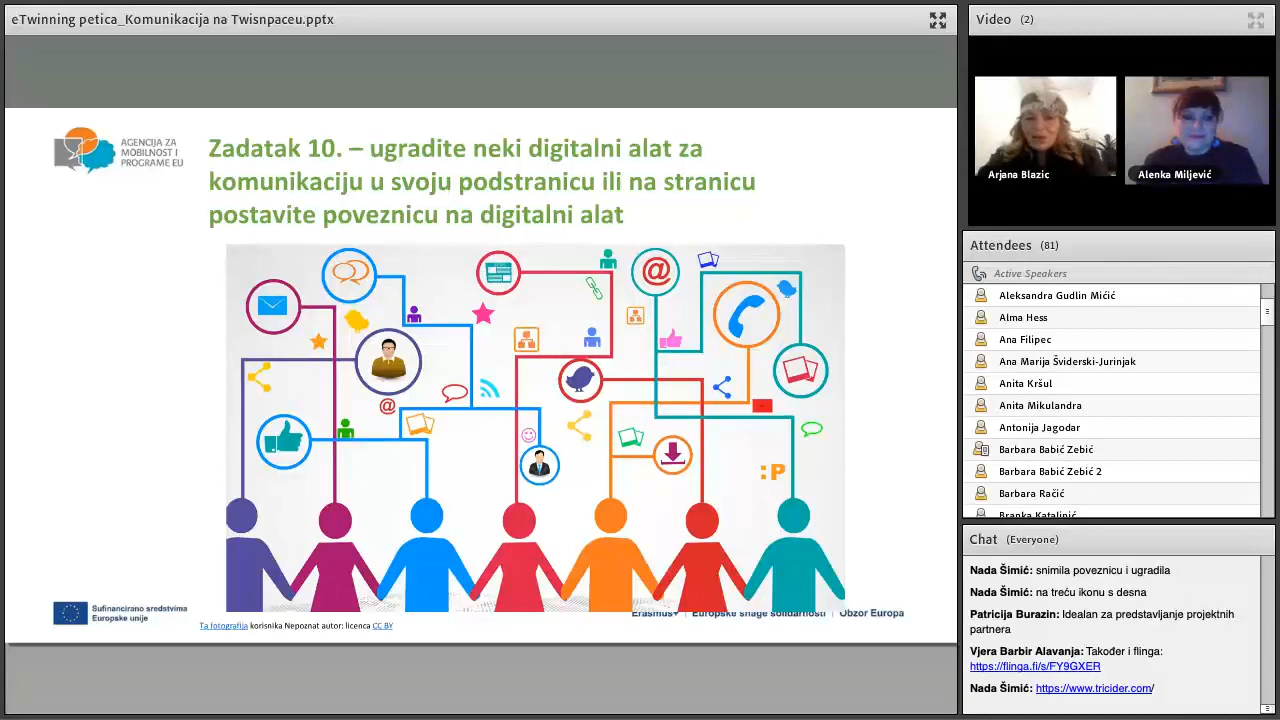 eTwinning petica_Komunikacija na Twisnpaceu.pptx
AGENCIJA ZA
MOBILNOST I
PROGRAME EU
Zadatak 10. – ugradite neki digitalni alat za
komunikaciju u svoju podstranicu ili na stranicu
postavite poveznicu na digitalni alat
@
@
:P
Sufinancirano sredstvima
Europske unije
Erasmus+ | Europske snage solidarnosti | Obzor Europa
Ta fotografija korisnika Nepoznat autor: licenca CC BY
Video (2)
Arjana Blazic
Alenka Miljević
Attendees (81)
Active Speakers
Aleksandra Gudlin Mićić
Alma Hess
Ana Filipec
Ana Marija Šviderski-Jurinjak
Anita Kršul
Anita Mikulandra
Antonija Jagodar
Barbara Babić Zebić
Barbara Babić Zebić 2
Barbara Račić
Branka Katalinić
Chat (Everyone)
Nada Šimić: snimila poveznicu i ugradila
Nada Šimić: na treću ikonu s desna
Patricija Burazin: Idealan za predstavljanje projektnih
partnera
Vjera Barbir Alavanja: Također i flinga:
https://flinga.fi/s/FY9GXER
Nada Šimić: https://www.tricider.com/